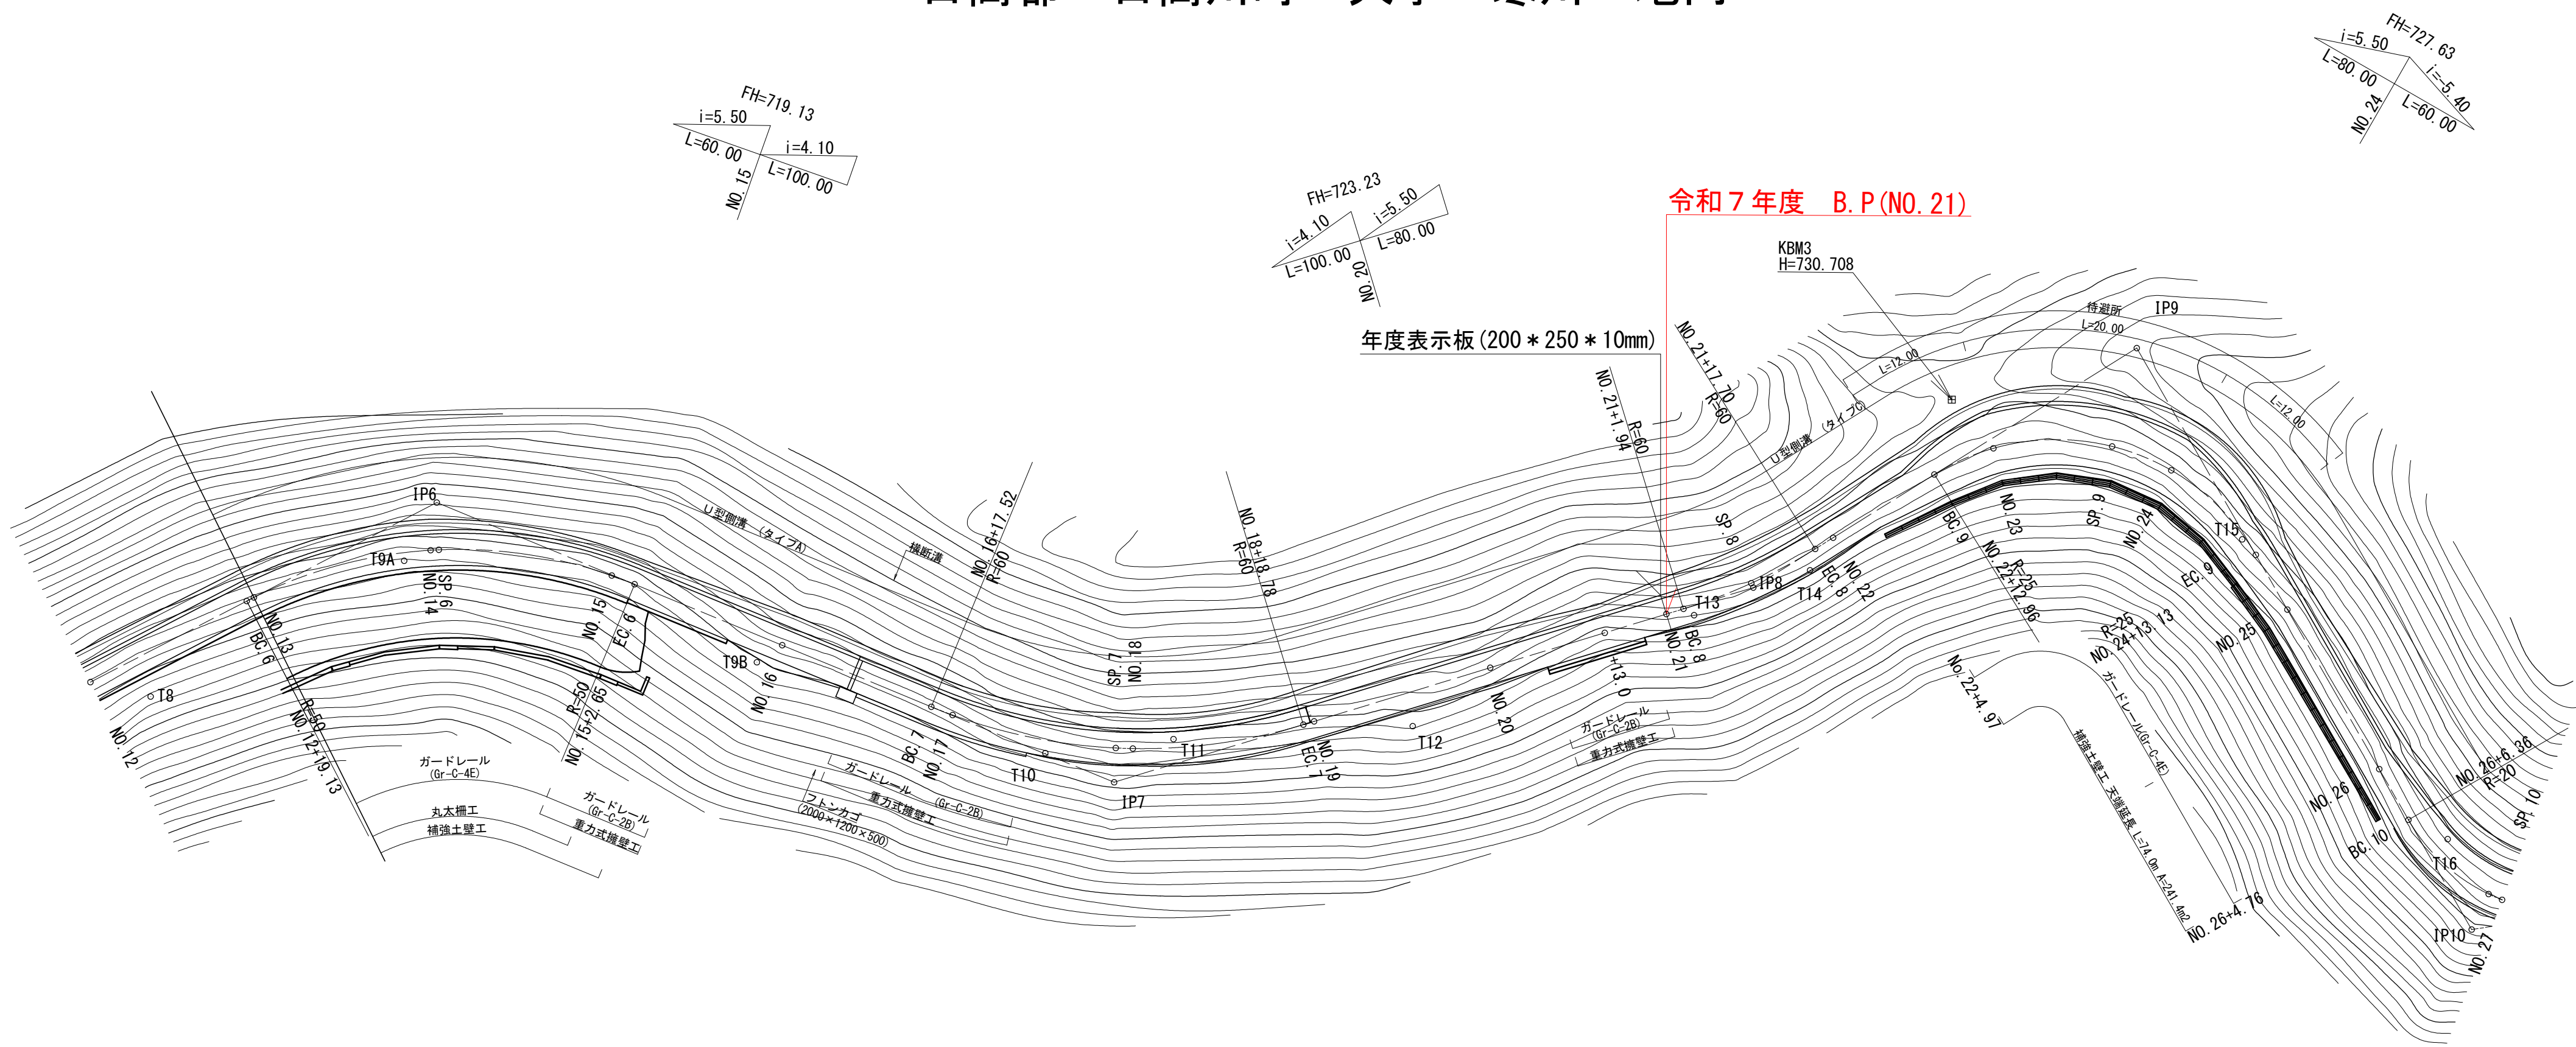 FH=719.13
i=5.50
L=60.00
i=4.10
L=100.00
NO.15
FH=723.23
i=4.10
L=100.00
i=5.50
L=80.00
NO.20
FH=727.63
i=5.50
L=80.00
i=-5.40
L=60.00
NO.24
令和７年度　B.P(NO.21)
KBM3
H=730.708
年度表示板(200＊250＊10mm)
待避所
IP9
L=20.00
L=12.00
L=12.00
NO.21+17.70
R=60
NO.21+1.94
R=60
U型側溝　(タイプC)
IP6
U型側溝　(タイプA)
横断溝
NO.16+17.52
R=60
NO.18+8.78
R=60
SP.8
BC.9
NO.23
SP.9
NO.24
T15
T9A
SP.6
NO.14
NO.13
BC.6
NO.15
EC.6
T8
NO.12
R=50
NO.12+19.13
R=50
NO.15+2.65
T9B
NO.16
SP.7
NO.18
BC.7
NO.17
T10
T11
IP7
NO.19
EC.7
T12
NO.20
+13.0
NO.21
BC.8
T13
IP8
T14
EC.8
NO.22
R=25
NO.22+12.96
EC.9
NO.25
R=25
NO.24+13.13
No.22+4.97
ガードレール(Gr-C-4E)
補強土壁工 天端延長 L=74.0m A=241.4m2
NO.26+4.76
NO.26
BC.10
NO.26+6.36
R=20
SP.10
T16
IP10
NO.27
ガードレール
(Gr-C-4E)
丸太柵工
補強土壁工
ガードレール
(Gr-C-2B)
重力式擁壁工
ガードレール　(Gr-C-2B)
重力式擁壁工
フトンカゴ
(2000×1200×500)
ガードレール
(Gr-C-2B)
重力式擁壁工